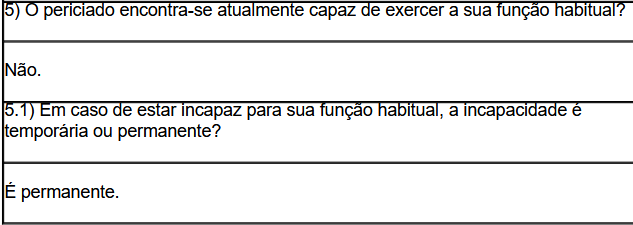 5) O periciado encontra-se atualmente capaz de exercer a sua função habitual?
Não.
5.1) Em caso de estar incapaz para sua função habitual, a incapacidade é
temporária ou permanente?
É permanente.